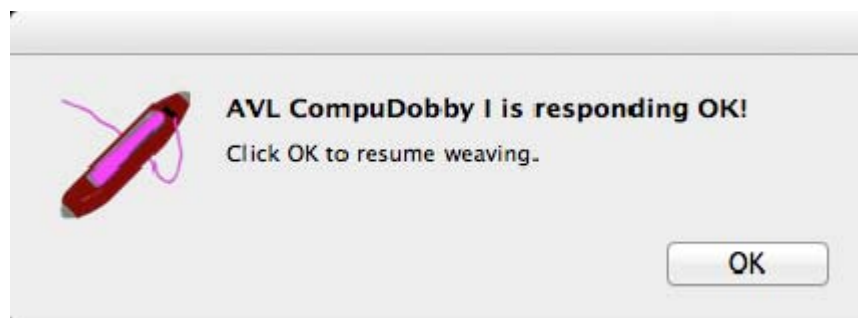 AVL CompuDobby I is responding OK!
Click OK to resume weaving.
OK